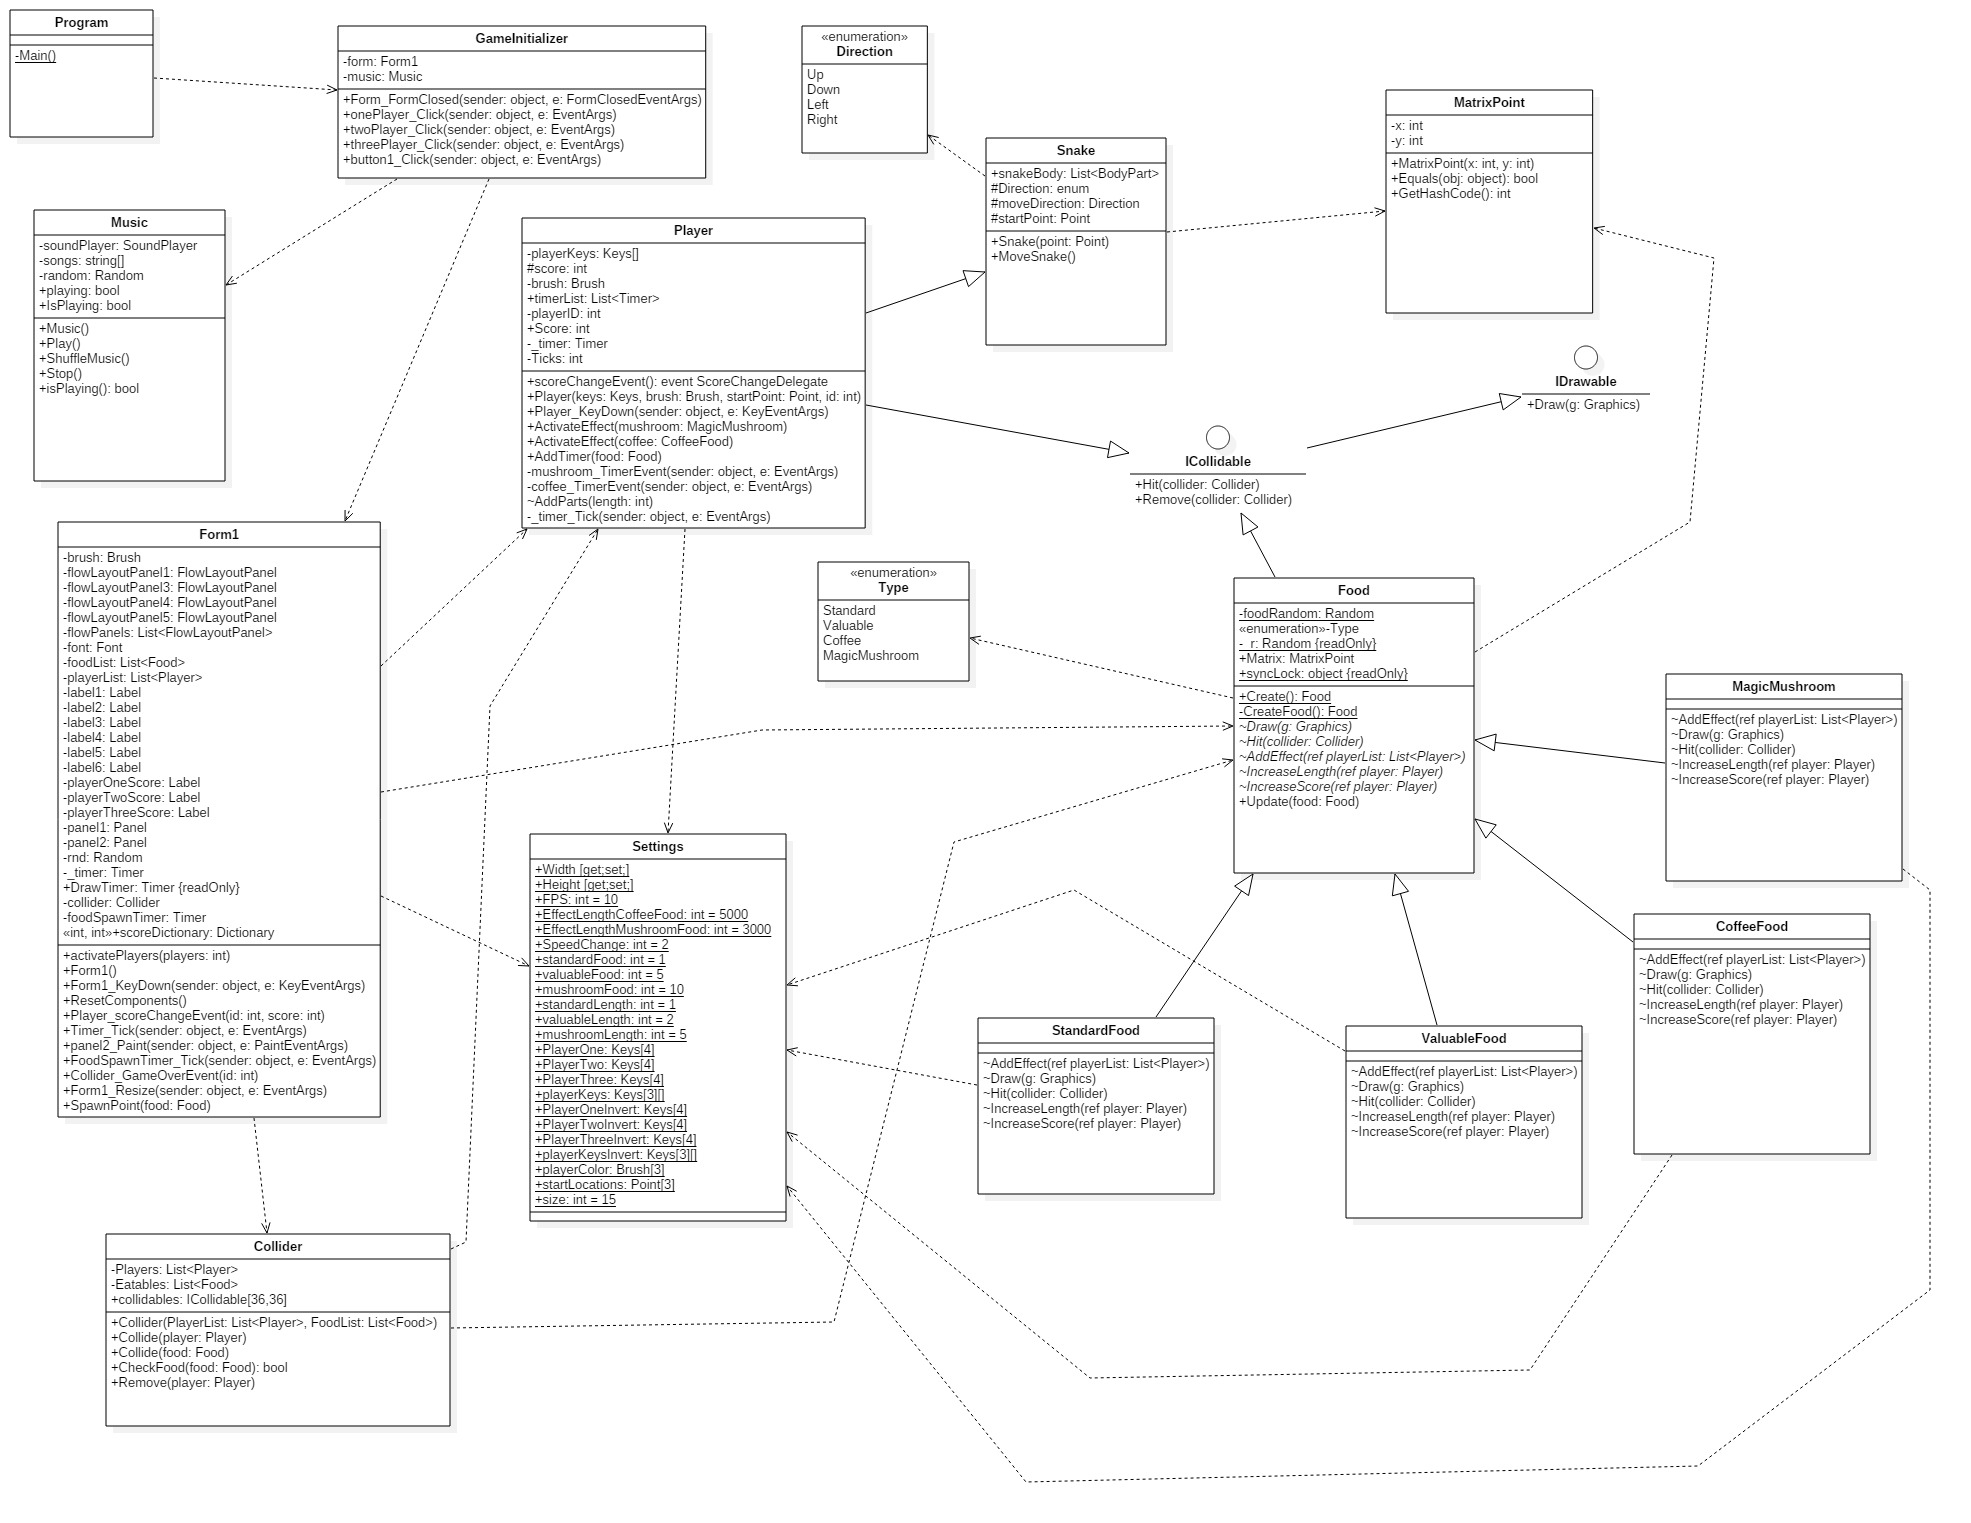 Program
-Main()
GameInitializer
-form: Form1
-music: Music
+Form_FormClosed(sender: object, e: FormClosedEventArgs)
+onePlayer_Click(sender: object, e: EventArgs)
+twoPlayer_Click(sender: object, e: EventArgs)
+threePlayer_Click(sender: object, e: EventArgs)
+button1_Click(sender: object, e: EventArgs)
«enumeration»
Direction
Up
Down
Left
Right
Snake
+snakeBody: List<BodyPart>
#Direction: enum
#moveDirection: Direction
#startPoint: Point
+Snake(point: Point)
+MoveSnake()
MatrixPoint
-x: int
-y: int
+MatrixPoint(x: int, y: int)
+Equals(obj: object): bool
+GetHashCode(): int
Music
-soundPlayer: SoundPlayer
-songs: string[]
-random: Random
+playing: bool
+IsPlaying: bool
+Music()
+Play()
+ShuffleMusic()
+Stop()
+isPlaying(): bool
Player
-playerKeys: Keys[]
#score: int
-brush: Brush
+timerList: List<Timer>
-playerID: int
+Score: int
-_timer: Timer
-Ticks: int
+scoreChangeEvent(): event ScoreChangeDelegate
+Player(keys: Keys, brush: Brush, startPoint: Point, id: int)
+Player_KeyDown(sender: object, e: KeyEventArgs)
+ActivateEffect(mushroom: MagicMushroom)
+ActivateEffect(coffee: CoffeeFood)
+AddTimer(food: Food)
-mushroom_TimerEvent(sender: object, e: EventArgs)
-coffee_TimerEvent(sender: object, e: EventArgs)
~AddParts(length: int)
-_timer_Tick(sender: object, e: EventArgs)
IDrawable
+Draw(g: Graphics)
ICollidable
+Hit(collider: Collider)
+Remove(collider: Collider)
Form1
-brush: Brush
-flowLayoutPanel1: FlowLayoutPanel
-flowLayoutPanel3: FlowLayoutPanel
-flowLayoutPanel4: FlowLayoutPanel
-flowLayoutPanel5: FlowLayoutPanel
-flowPanels: List<FlowLayoutPanel>
-font: Font
-foodList: List<Food>
-playerList: List<Player>
-label1: Label
-label2: Label
-label3: Label
-label4: Label
-label5: Label
-label6: Label
-playerOneScore: Label
-playerTwoScore: Label
-playerThreeScore: Label
-panel1: Panel
-panel2: Panel
-rnd: Random
-_timer: Timer
+DrawTimer: Timer {readOnly}
-collider: Collider
-foodSpawnTimer: Timer
«int, int»+scoreDictionary: Dictionary
+activatePlayers(players: int)
+Form1()
+Form1_KeyDown(sender: object, e: KeyEventArgs)
+ResetComponents()
+Player_scoreChangeEvent(id: int, score: int)
+Timer_Tick(sender: object, e: EventArgs)
+panel2_Paint(sender: object, e: PaintEventArgs)
+FoodSpawnTimer_Tick(sender: object, e: EventArgs)
+Collider_GameOverEvent(id: int)
+Form1_Resize(sender: object, e: EventArgs)
+SpawnPoint(food: Food)
«enumeration»
Type
Standard
Valuable
Coffee
MagicMushroom
Food
-foodRandom: Random
«enumeration»-Type
-_r: Random {readOnly}
+Matrix: MatrixPoint
+syncLock: object {readOnly}
+Create(): Food
-CreateFood(): Food
~Draw(g: Graphics)
~Hit(collider: Collider)
~AddEffect(ref playerList: List<Player>)
~IncreaseLength(ref player: Player)
~IncreaseScore(ref player: Player)
+Update(food: Food)
MagicMushroom
~AddEffect(ref playerList: List<Player>)
~Draw(g: Graphics)
~Hit(collider: Collider)
~IncreaseLength(ref player: Player)
~IncreaseScore(ref player: Player)
Settings
+Width [get;set;]
+Height [get;set;]
+FPS: int = 10
+EffectLengthCoffeeFood: int = 5000
+EffectLengthMushroomFood: int = 3000
+SpeedChange: int = 2
+standardFood: int = 1
+valuableFood: int = 5
+mushroomFood: int = 10
+standardLength: int = 1
+valuableLength: int = 2
+mushroomLength: int = 5
+PlayerOne: Keys[4]
+PlayerTwo: Keys[4]
+PlayerThree: Keys[4]
+playerKeys: Keys[3][]
+PlayerOneInvert: Keys[4]
+PlayerTwoInvert: Keys[4]
+PlayerThreeInvert: Keys[4]
+playerKeysInvert: Keys[3][]
+playerColor: Brush[3]
+startLocations: Point[3]
+size: int = 15
CoffeeFood
~AddEffect(ref playerList: List<Player>)
~Draw(g: Graphics)
~Hit(collider: Collider)
~IncreaseLength(ref player: Player)
~IncreaseScore(ref player: Player)
StandardFood
~AddEffect(ref playerList: List<Player>)
~Draw(g: Graphics)
~Hit(collider: Collider)
~IncreaseLength(ref player: Player)
~IncreaseScore(ref player: Player)
ValuableFood
~AddEffect(ref playerList: List<Player>)
~Draw(g: Graphics)
~Hit(collider: Collider)
~IncreaseLength(ref player: Player)
~IncreaseScore(ref player: Player)
Collider
-Players: List<Player>
-Eatables: List<Food>
+collidables: ICollidable[36,36]
+Collider(PlayerList: List<Player>, FoodList: List<Food>)
+Collide(player: Player)
+Collide(food: Food)
+CheckFood(food: Food): bool
+Remove(player: Player)